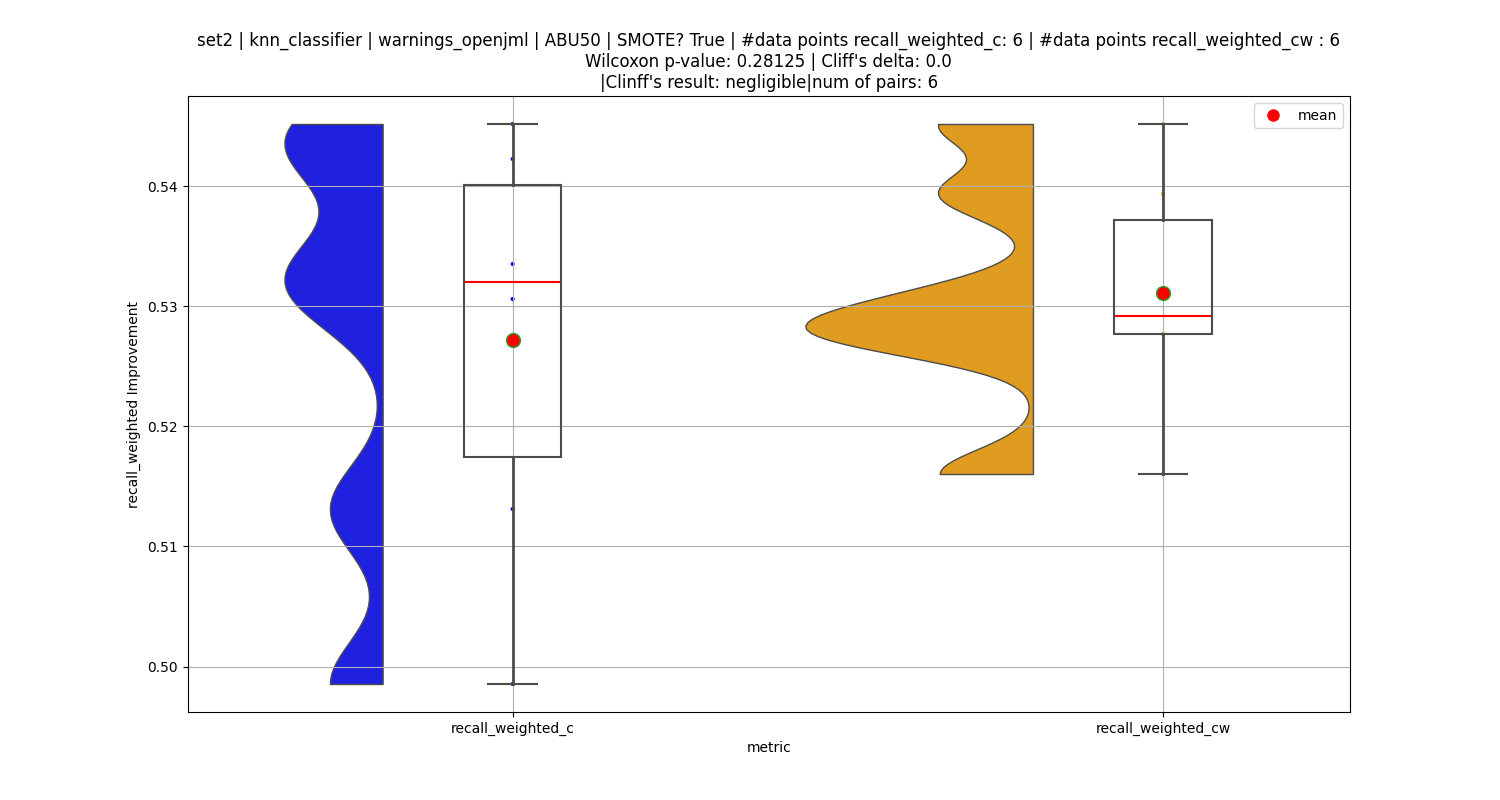 set2 | knn_classifier | warnings_openjml | ABU50 | SMOTE? True | #data points recall_weighted_c: 6 | #data points recall_weighted_cw : 6
Wilcoxon p-value: 0.28125 | Cliff's delta: 0.0
|Clinff's result: negligible|num of pairs: 6
mean
0.54
0.53
0.52
0.51
0.50
recall_weighted Improvement
recall_weighted_c
recall_weighted_cw
metric